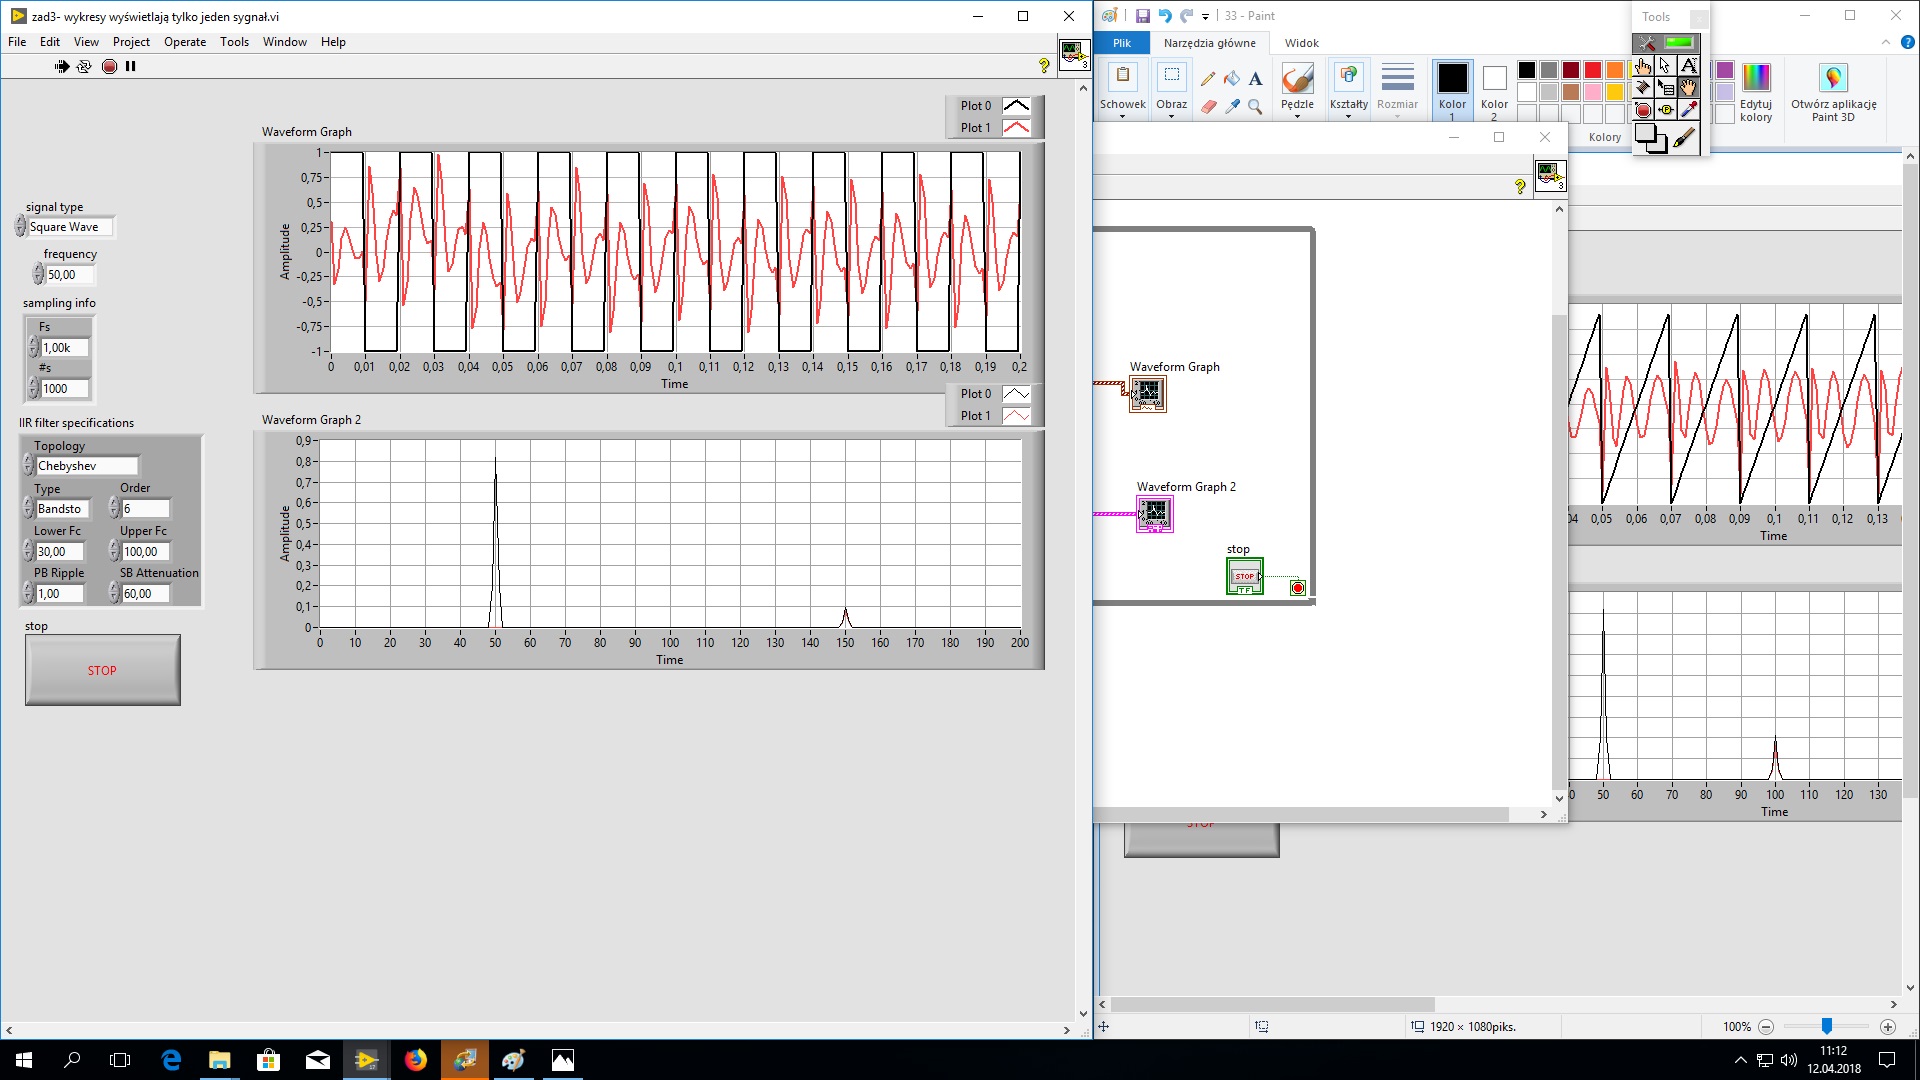 zad3- wykresy wyświetlają tylko jeden sygnał.vi
File Edit View Project Operate Tools Window Help
3
Plot 0
Plot 1
Waveform Graph
1
0,75
0,5
0,25
0
-0,25
-0,5
-0,75
-1
Amplitude
0 0,01 0,02 0,03 0,04 0,05 0,06 0,07 0,08 0,09 0,1 0,11 0,12 0,13 0,14 0,15 0,16 0,17 0,18 0,19 0,2
Time
Plot 0
Plot 1
signal type
Square Wave
frequency
50,00
sampling info
Fs
1,00k
#s
1000
IIR filter specifications
Topology
Chebyshev
Type Order
Bandsto 6
Lower Fc Upper Fc
30,00 100,00
PB Ripple SB Attenuation
1,00 60,00
stop
STOP
Waveform Graph 2
0,9
0,8
0,7
0,6
0,5
0,4
0,3
0,2
0,1
0
Amplitude
0 10 20 30 40 50 60 70 80 90 100 110 120 130 140 150 160 170 180 190 200
Time
33 - Paint
Plik Narzędzia główne Widok
Schowek
Obraz
Pędzle
Kształty
Rozmiar
Kolor 1
Kolor 2
Edytuj kolory
Otwórz aplikację Paint 3D
Kolory
Tools
3
Waveform Graph
Waveform Graph 2
stop
STOP
TF
04 0,05 0,06 0,07 0,08 0,09 0,1 0,11 0,12 0,13
Time
0 50 60 70 80 90 100 110 120 130
Time
STOP
1920 × 1080piks.
100%
11:12
12.04.2018